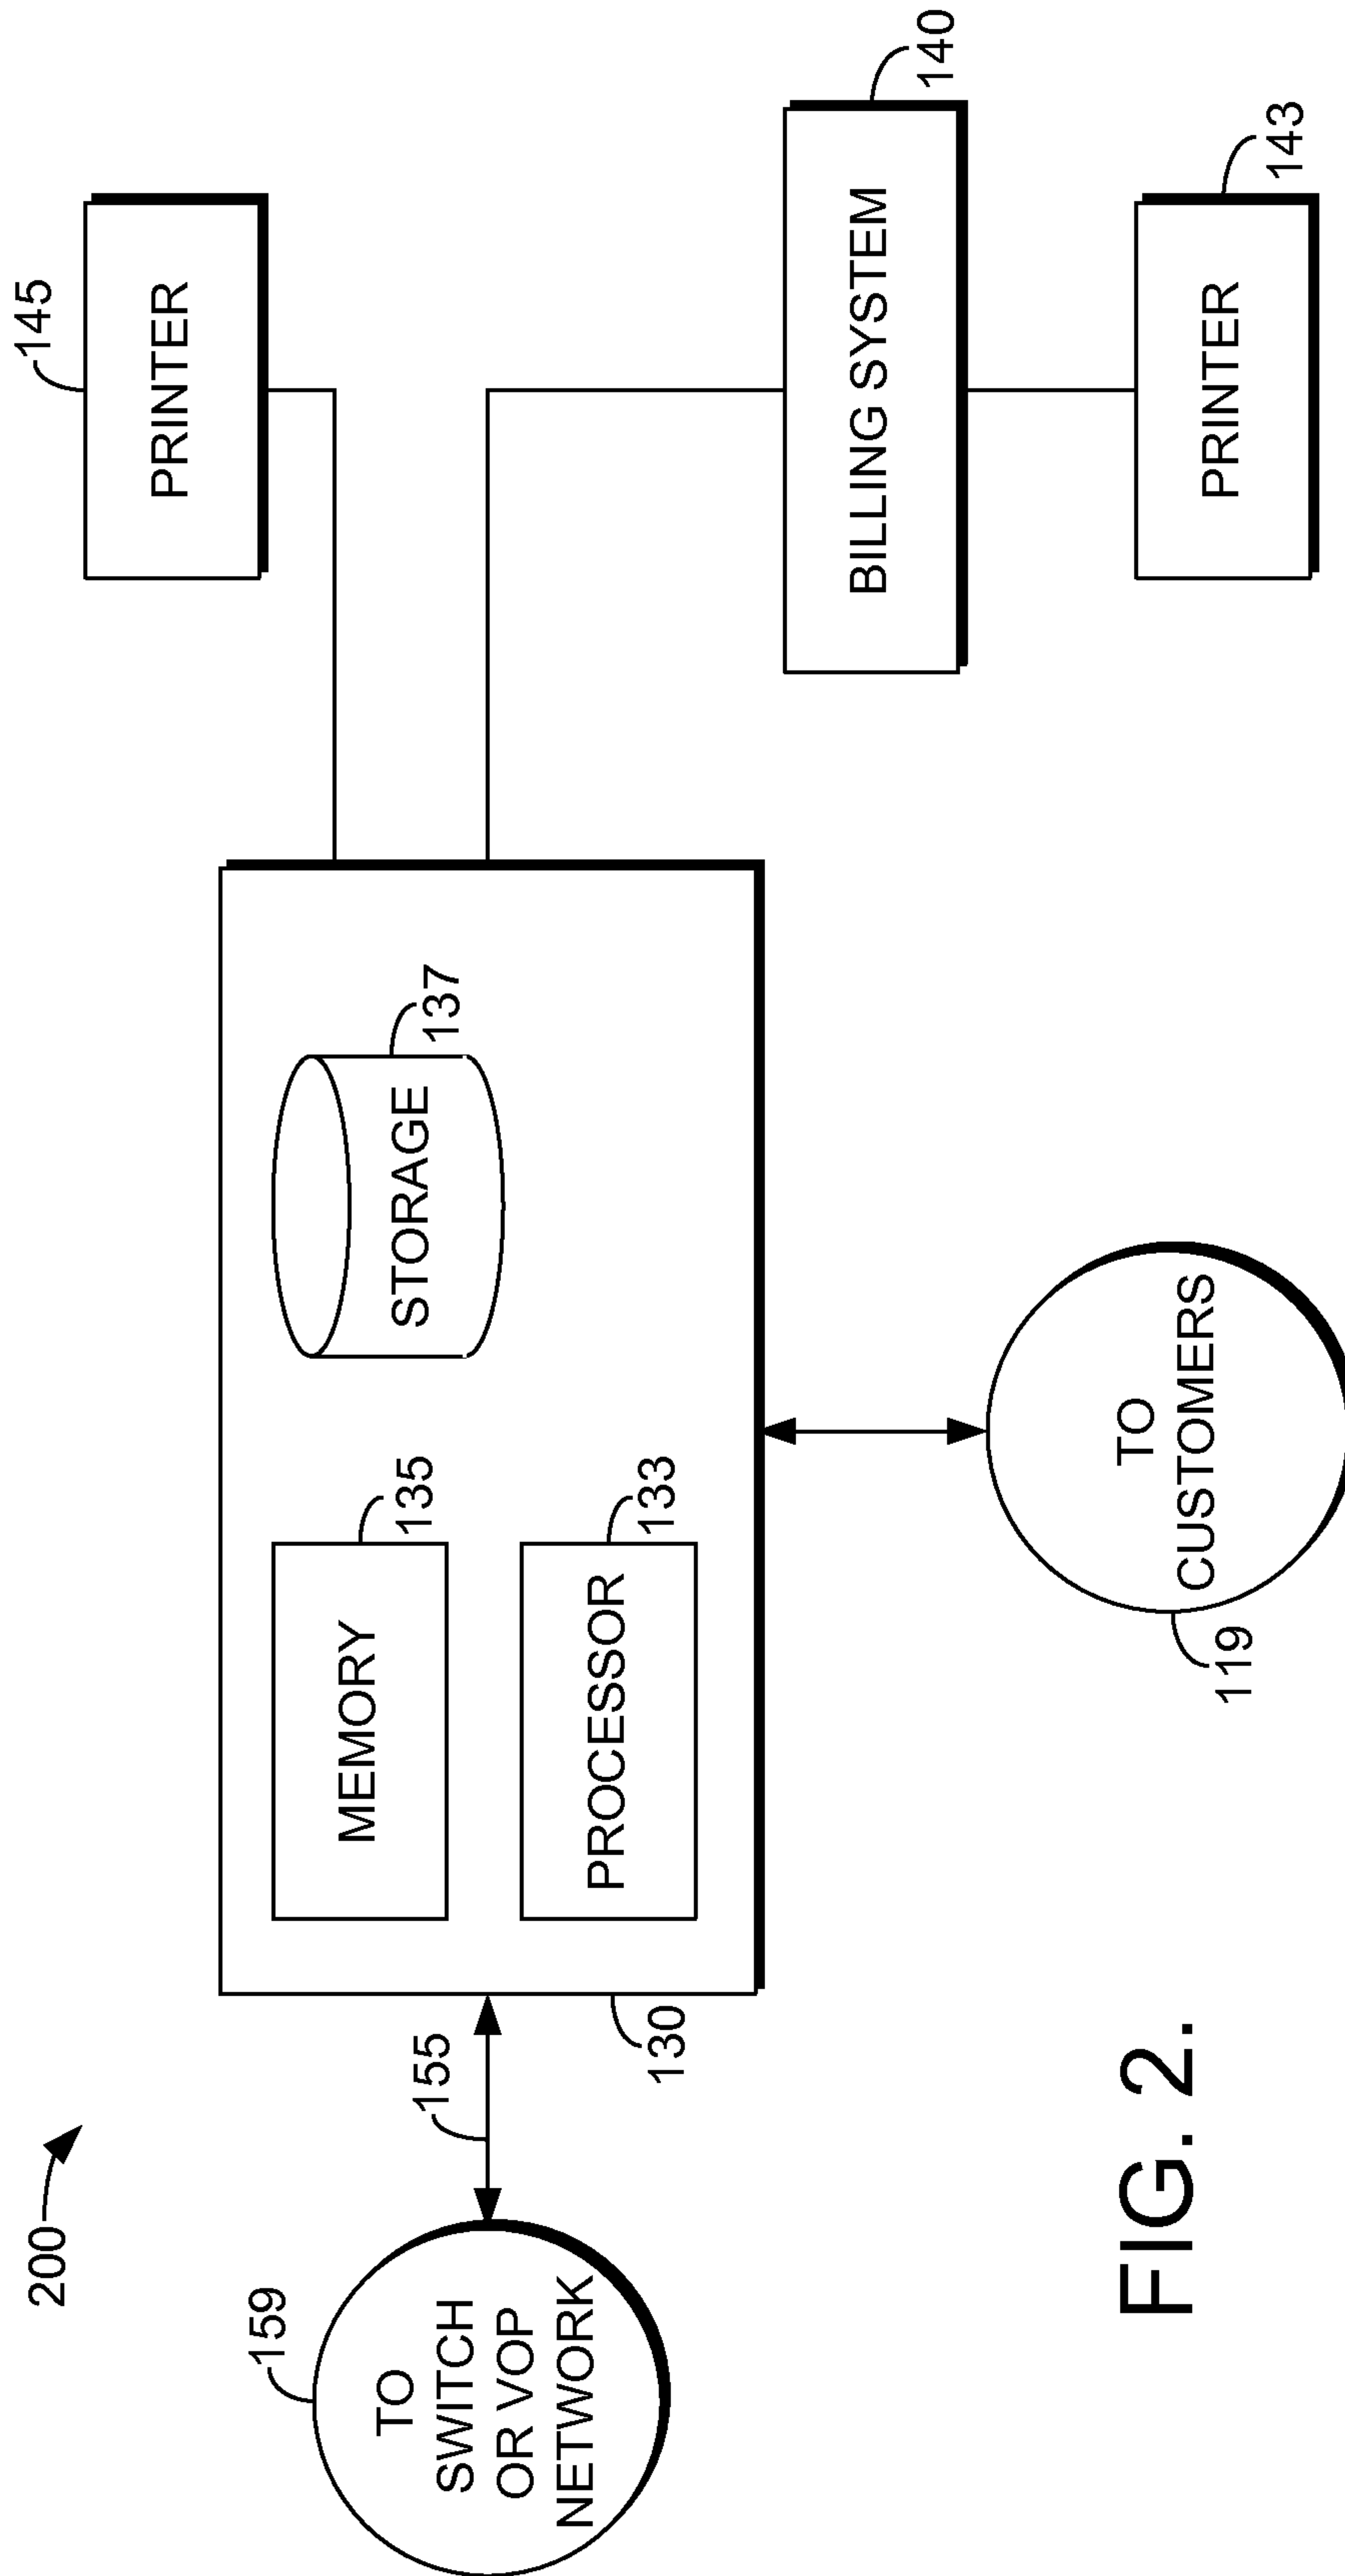 200
159
TO
SWITCH
OR VOP
NETWORK
155
130
MEMORY
135
PROCESSOR
133
STORAGE
137
PRINTER
145
BILLING SYSTEM
140
PRINTER
143
TO
CUSTOMERS
119
FIG. 2.